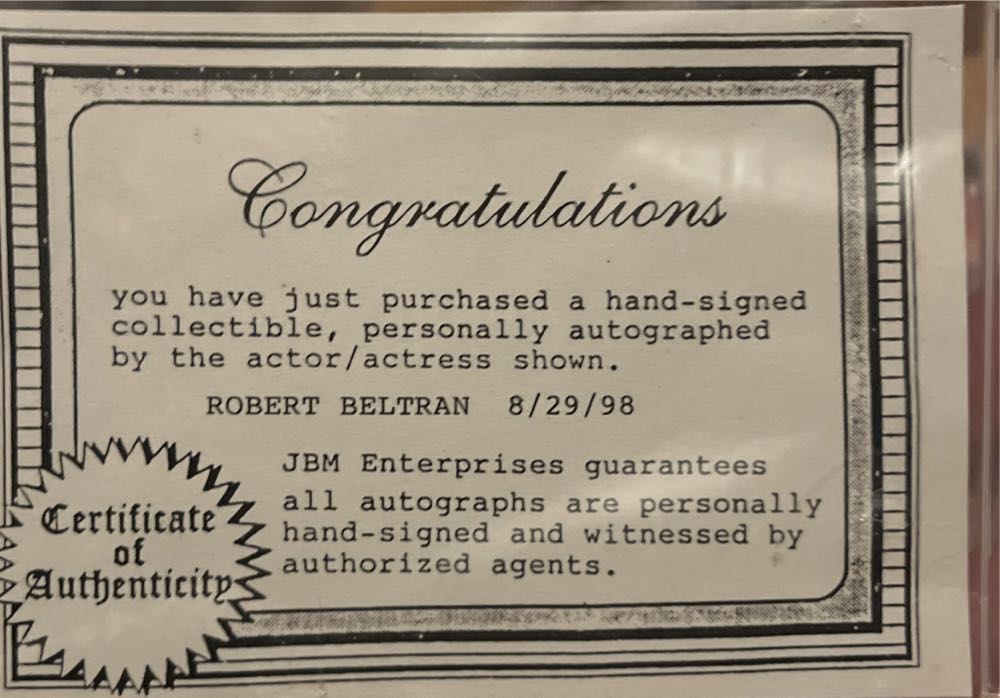 Congratulations
you have just purchased a hand-signed
collectible, personally autographed
by the actor/actress shown.
ROBERT BELTRAN 8/29/98
JBM Enterprises guarantees
all autographs are personally
hand-signed and witnessed by
authorized agents.
Certificate
of
Authenticity